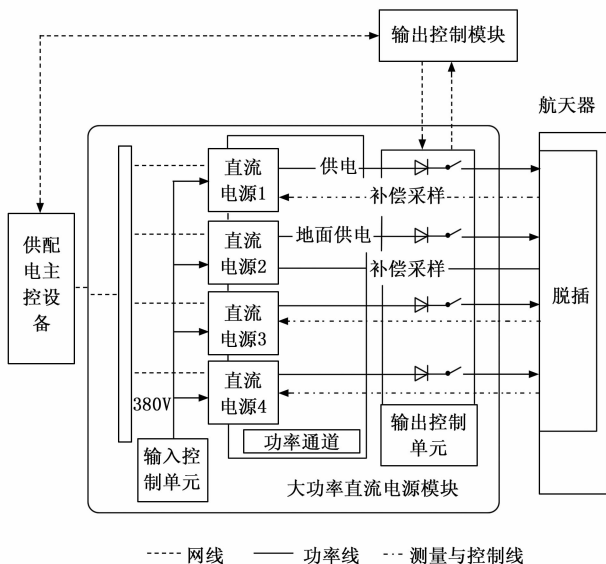 输出控制模块
航天器
直流
电源1
供电
补偿采样
直流
电源2
地面供电
补偿采样
供配
电主
控设
备
直流
电源3
脱插
直流
电源4
380V
输入控
制单元
功率通道
输出控制
单元
大功率直流电源模块
网线
功率线
测量与控制线